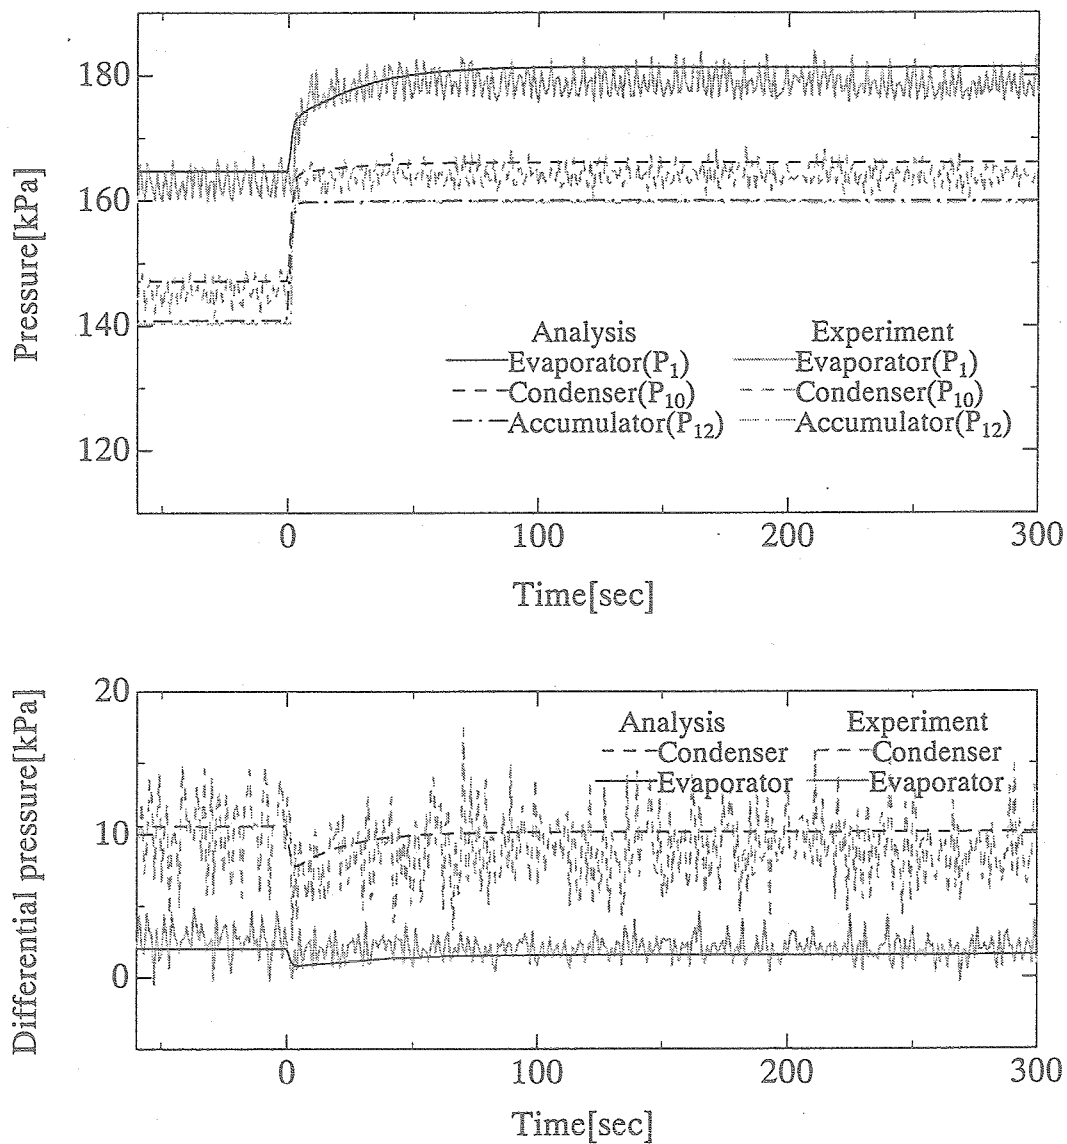 180
160
140
120
Pressure[kPa]
Analysis Experiment
Evaporator(P1) Evaporator(P1)
Condenser(P10) Condenser(P10)
Accumulator(P12) Accumulator(P12)
0 100 200 300
Time[sec]
20
10
0
Differential pressure[kPa]
Analysis Experiment
Condenser Condenser
Evaporator Evaporator
0 100 200 300
Time[sec]